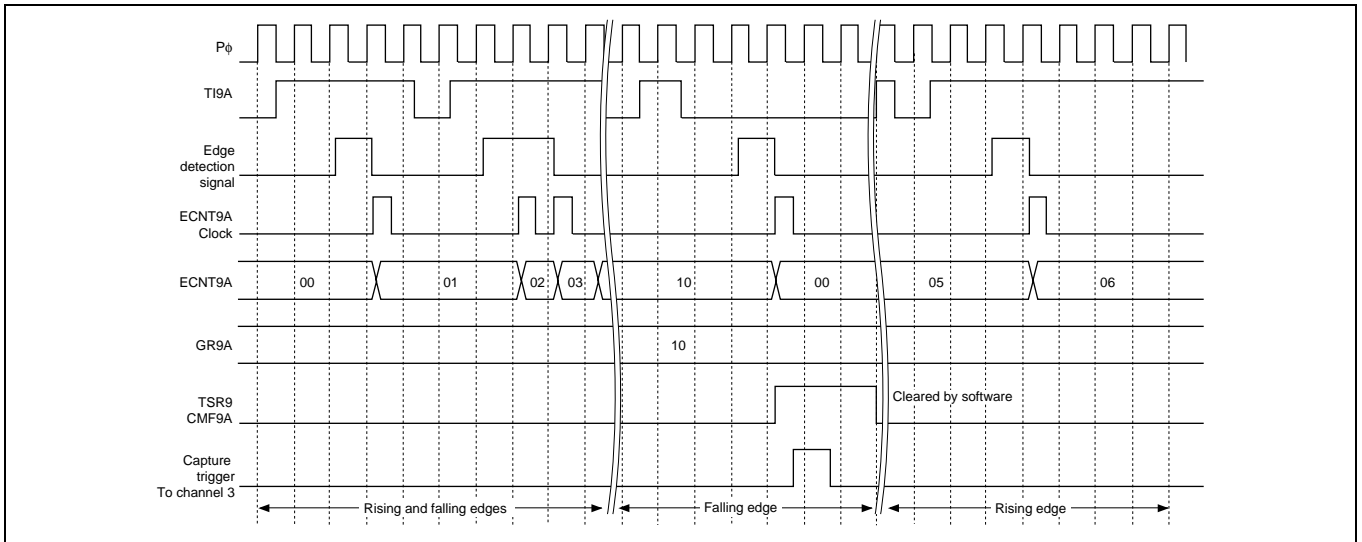 Pϕ
TI9A
Edge
detection
signal
ECNT9A
Clock
ECNT9A
00
01
02
03
10
00
05
06
GR9A
10
TSR9
CMF9A
Cleared by software
Capture
trigger
To channel 3
Rising and falling edges
Falling edge
Rising edge